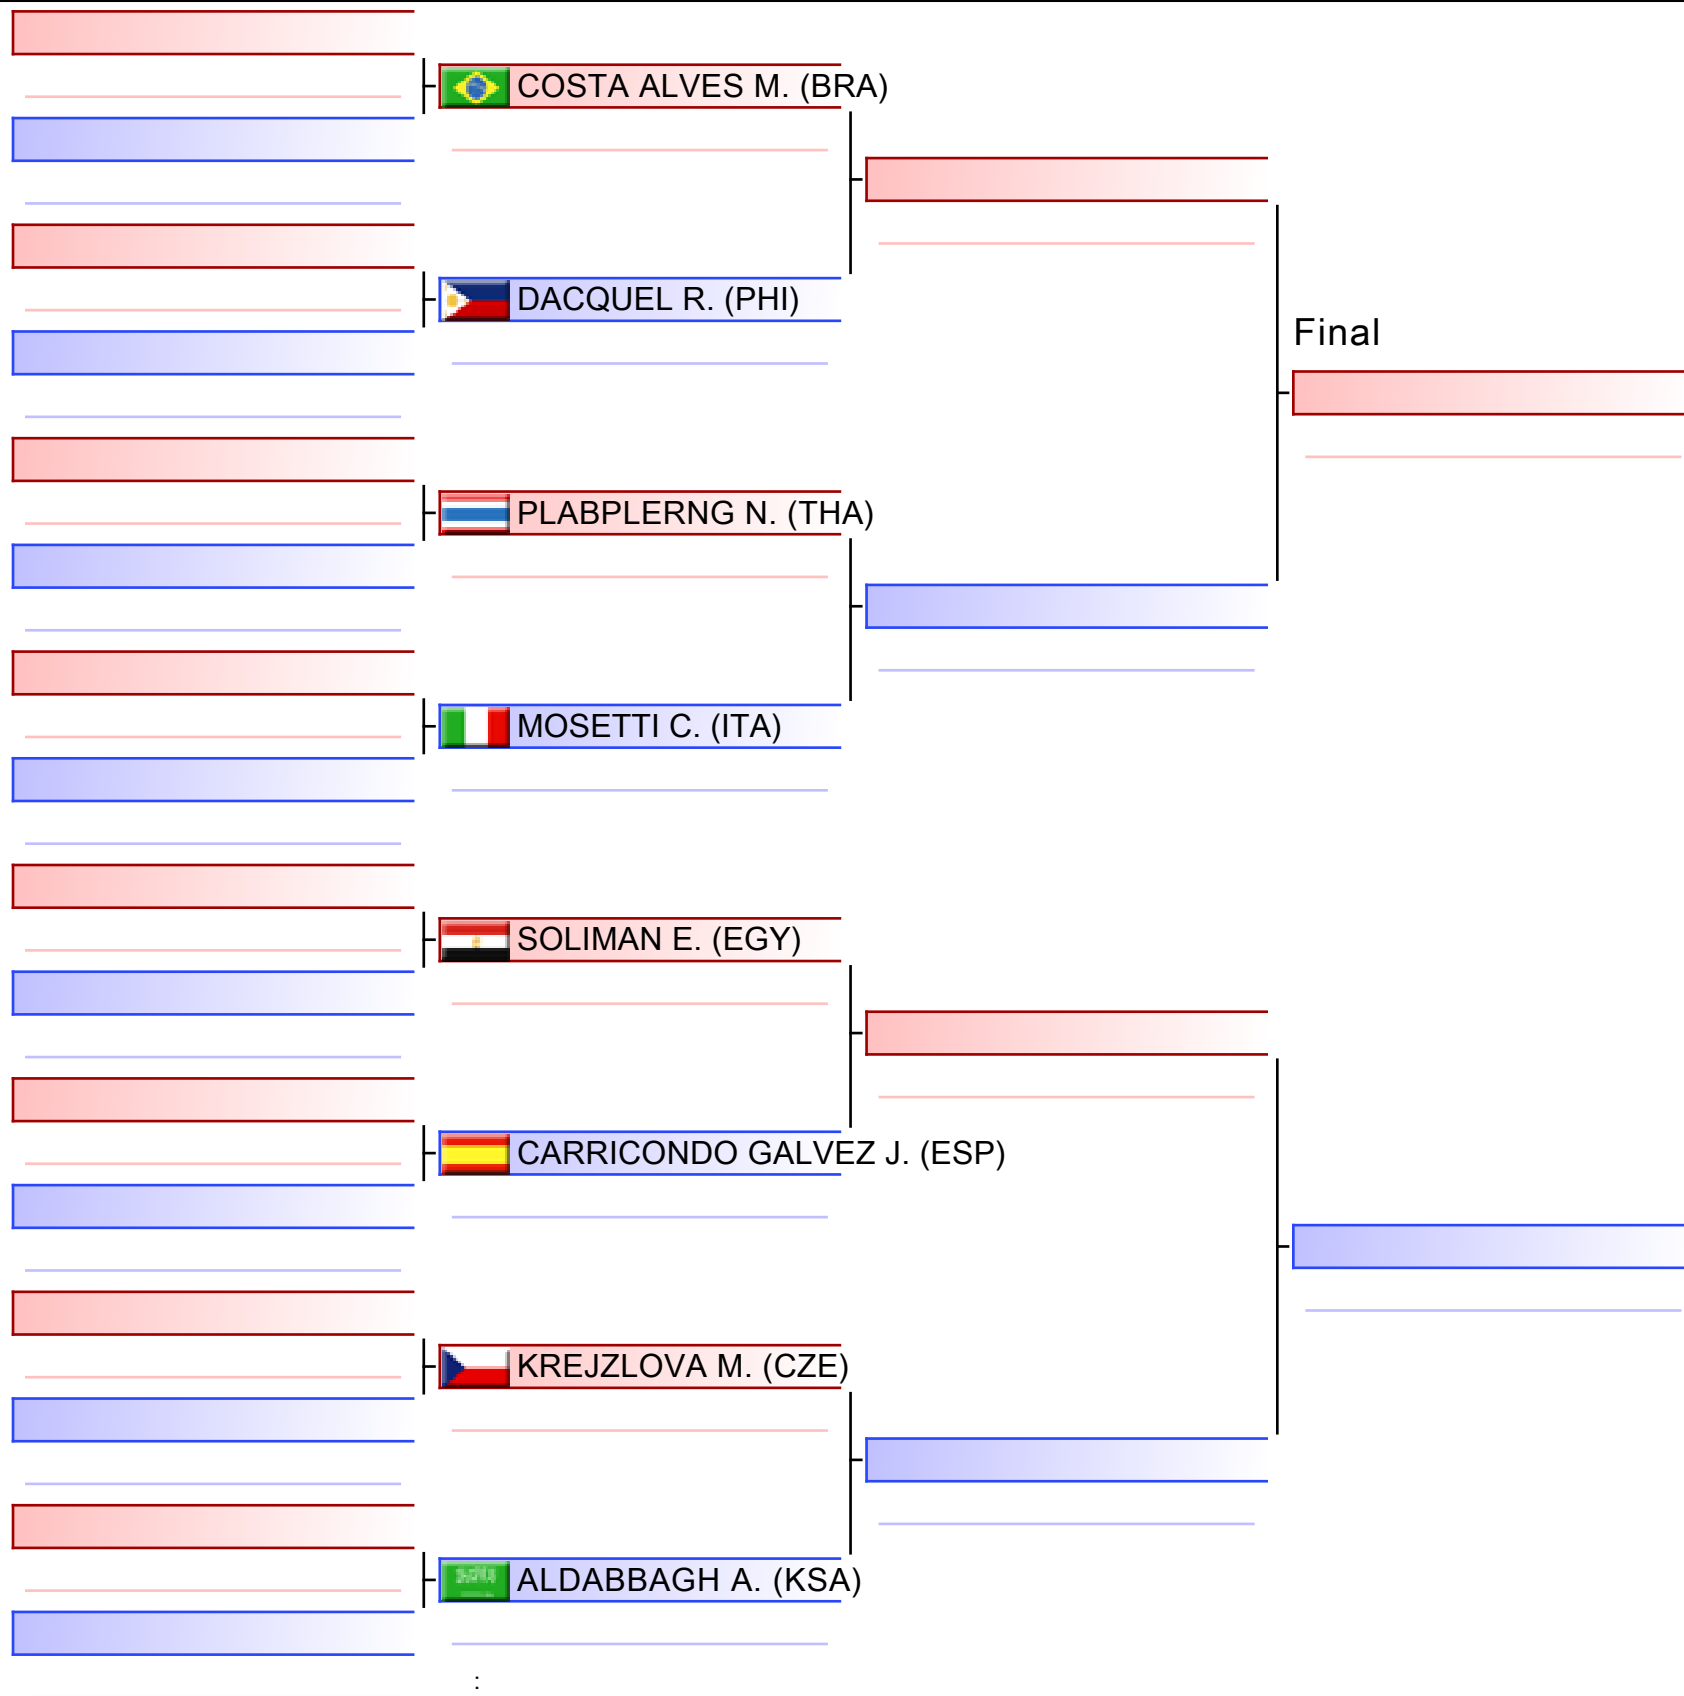 COSTA ALVES M. (BRA)
DACQUEL R. (PHI)
Final
PLABPLERNG N. (THA)
MOSETTI C. (ITA)
SOLIMAN E. (EGY)
CARRICONDO GALVEZ J. (ESP)
KREJZLOVA M. (CZE)
ALDABBAGH A. (KSA)
: